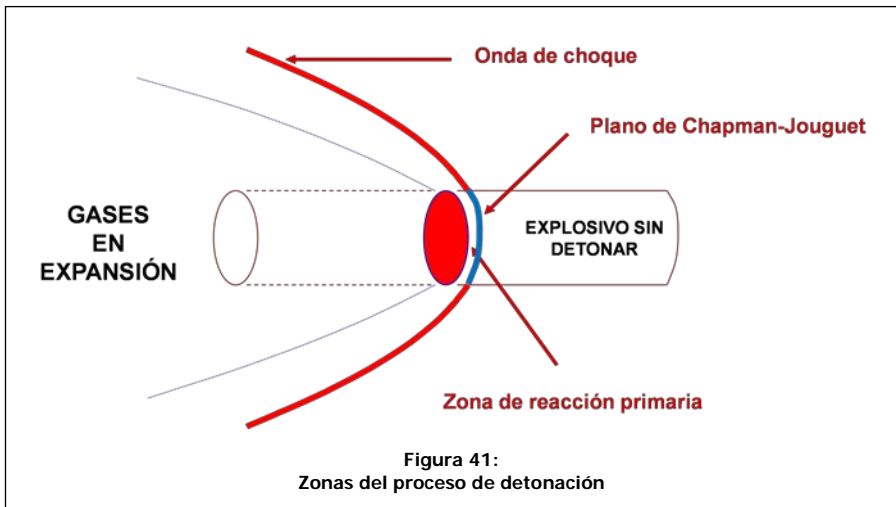 Onda de choque
Plano de Chapman-Jouguet
GASES
EN
EXPANSIÓN
EXPLOSIVO SIN
DETONAR
Zona de reacción primaria
Figura 41:
Zonas del proceso de detonación